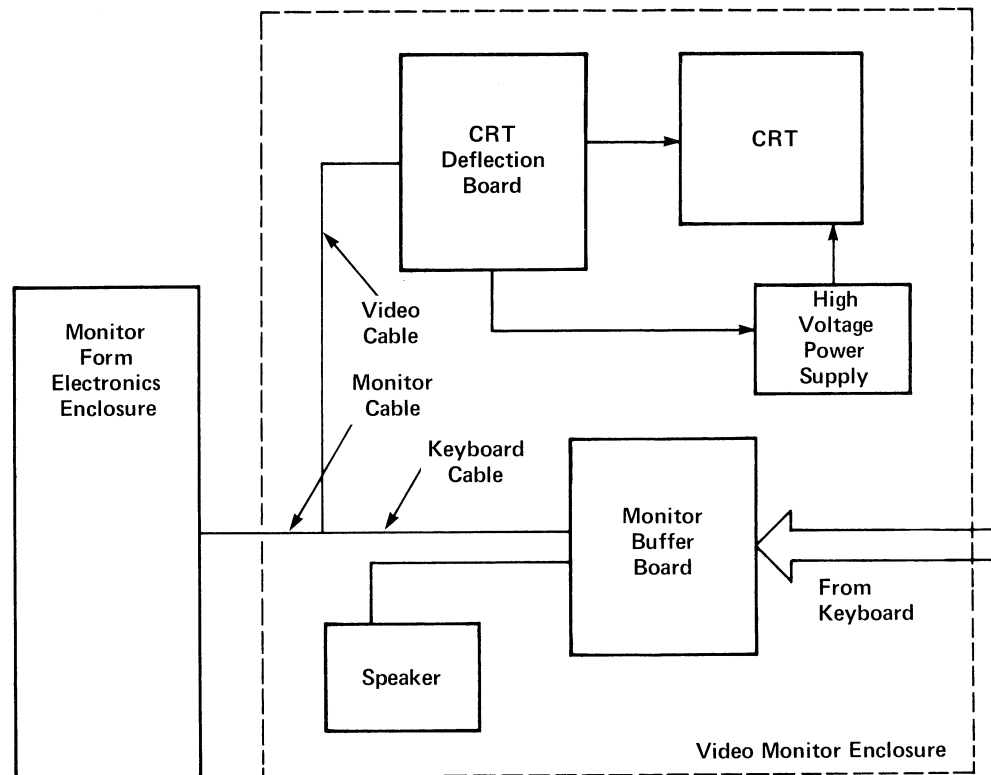 CRT
Deflection
Board
CRT
High
Voltage
Power
Supply
Video
Cable
Monitor
Form
Electronics
Enclosure
Monitor
Cable
Keyboard
Cable
Monitor
Buffer
Board
From
Keyboard
Speaker
Video Monitor Enclosure